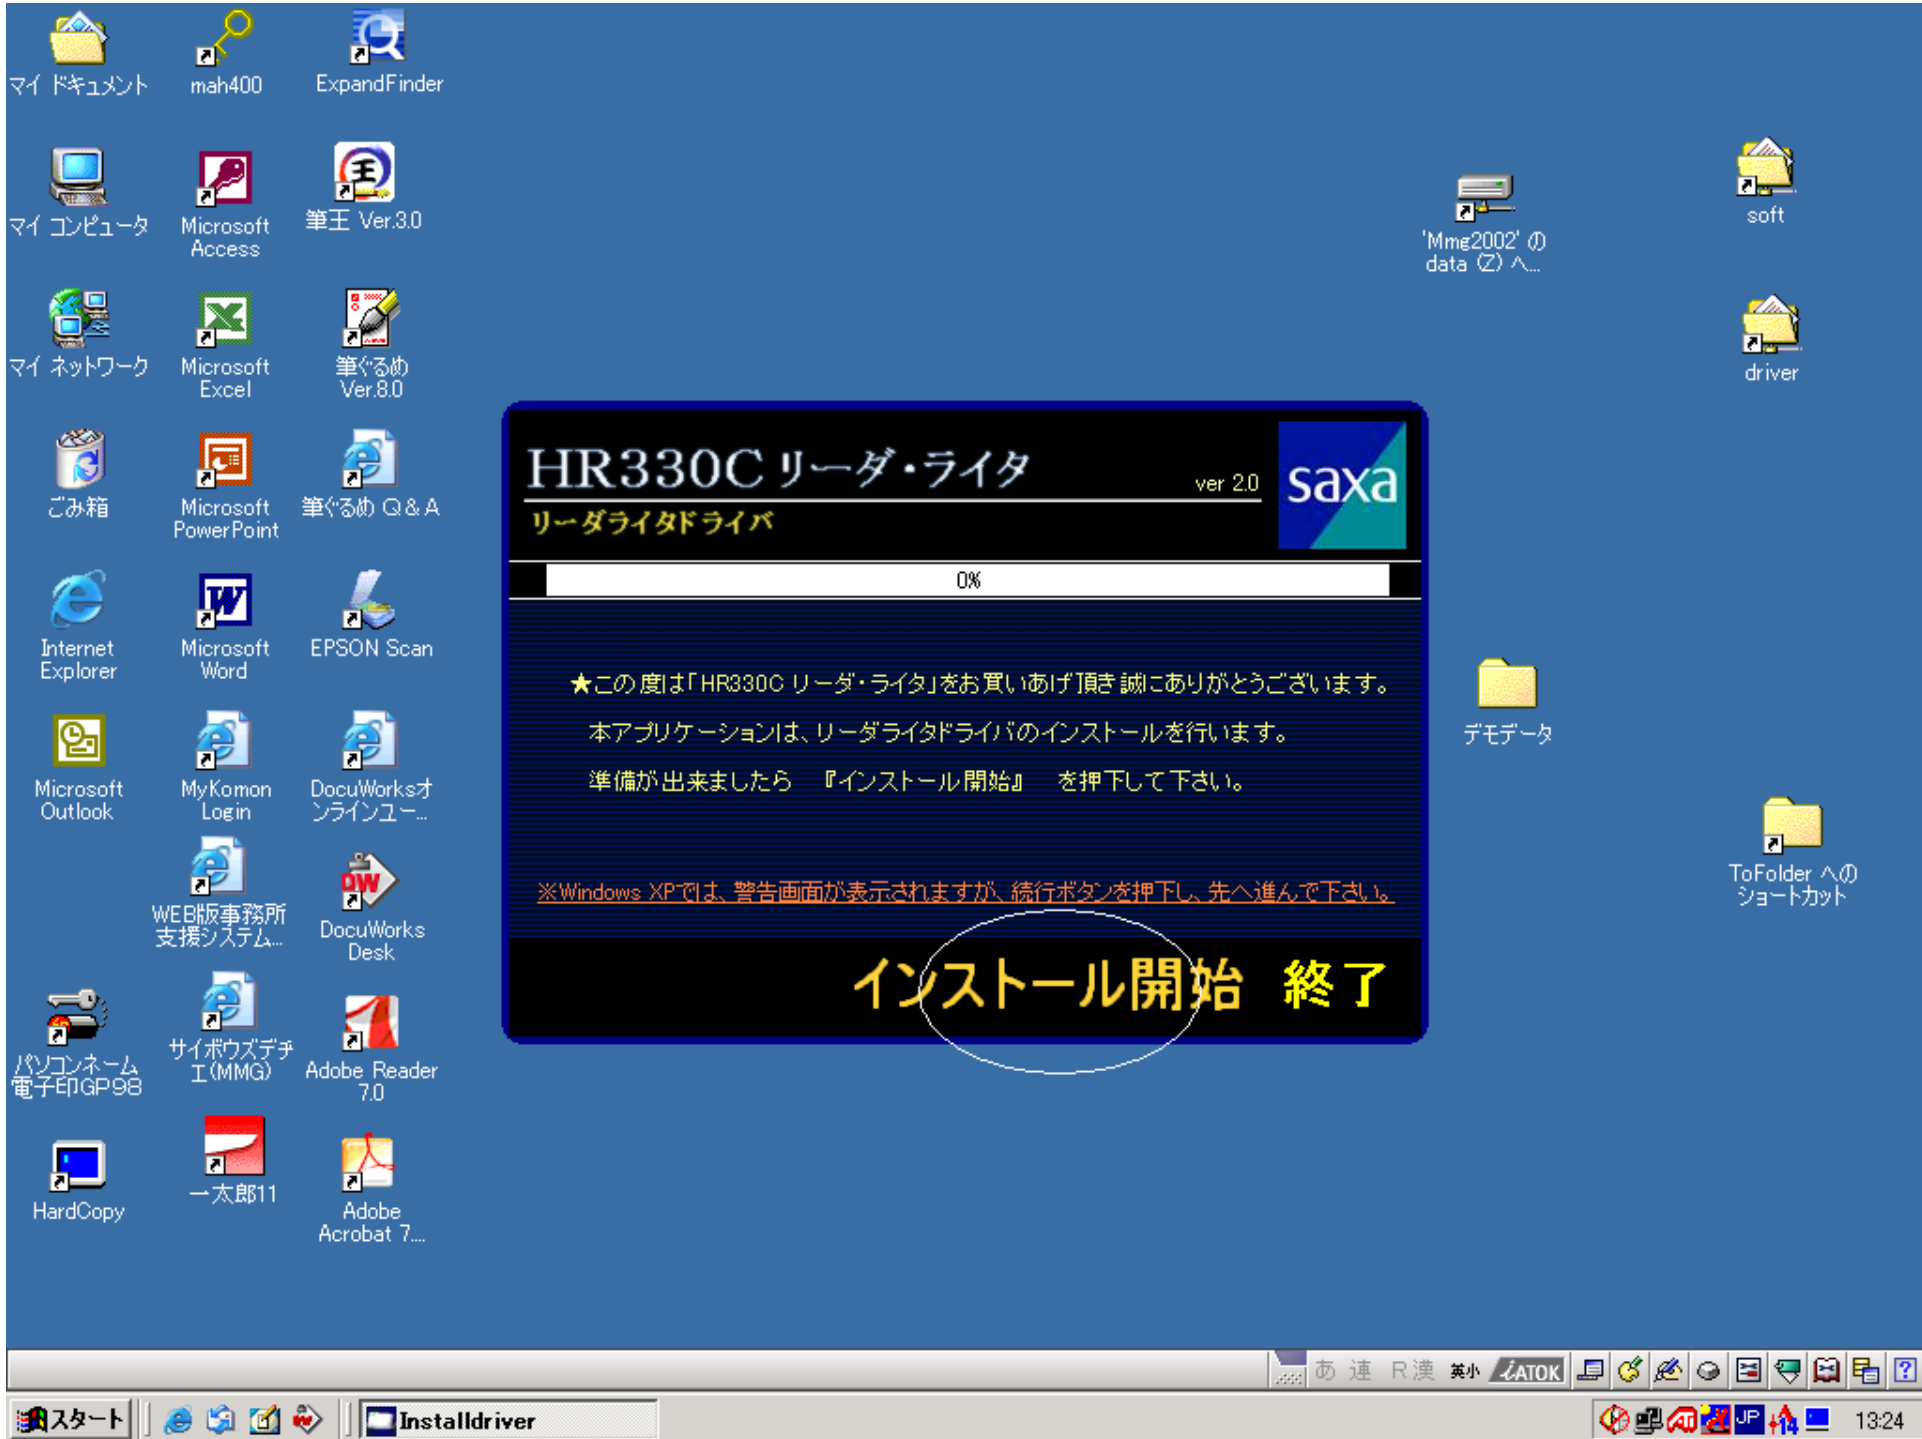 マイ ドキュメント
mah400
ExpandFinder
マイ コンピュータ
Microsoft
Access
筆王 Ver.3.0
マイ ネットワーク
Microsoft
Excel
筆ぐるめ
Ver.8.0
ごみ箱
Microsoft
PowerPoint
筆ぐるめ Q&A
Internet
Explorer
Microsoft
Word
EPSON Scan
Microsoft
Outlook
MyKomon
Login
DocuWorksオ
ンラインユー...
WEB版事務所
支援システム...
DocuWorks
Desk
パソコンネーム
電子印GP98
サイボウズデヂ
エ(MMG)
Adobe Reader
7.0
HardCopy
一太郎11
Adobe
Acrobat 7....
'Mmg2002' の
data (Z) へ...
soft
driver
デモデータ
ToFolder への
ショートカット
HR330C リーダ・ライタ
ver 2.0
saxa
リーダライタドライバ
0%
★この度は「HR330C リーダ・ライタ」をお買いあげ頂き誠にありがとうございます。
本アプリケーションは、リーダライタドライバのインストールを行います。
準備が出来ましたら 『インストール開始』 を押下して下さい。
※Windows XPでは、警告画面が表示されますが、続行ボタンを押下し、先へ進んで下さい。
インストール開始 終了
あ 連 R漢 英小 ATOK
スタート
Installdriver
JP
13:24